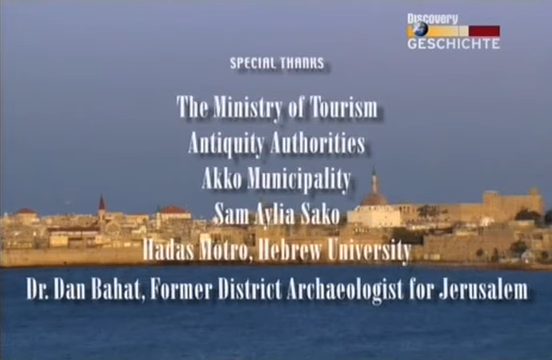 Discovery
GESCHICHTE
SPECIAL THANKS
The Ministry of Tourism
Antiquity Authorities
Akko Municipality
Sam Aylia Sako
Hadas Motro, Hebrew University
Dr. Dan Bahat, Former District Archaeologist for Jerusalem